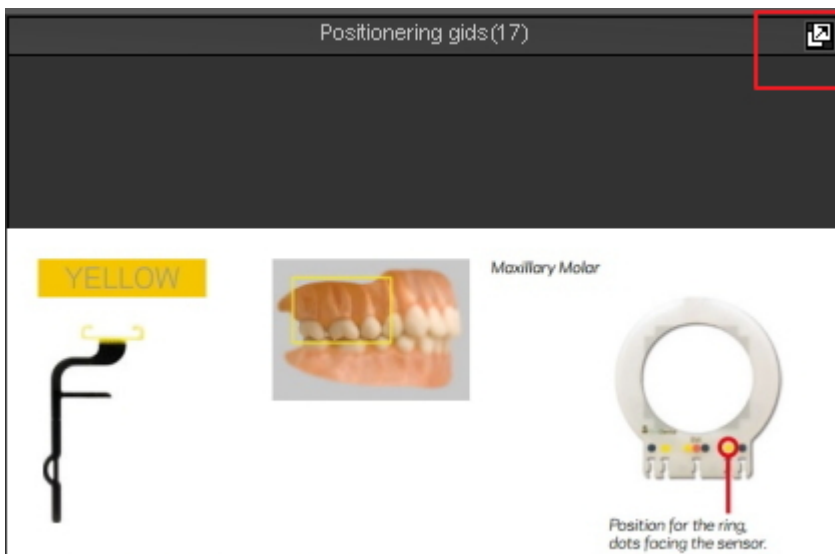 Positionering gids(17)
YELLOW
Maxillary Molar
Position for the ring,
dots facing the sensor.